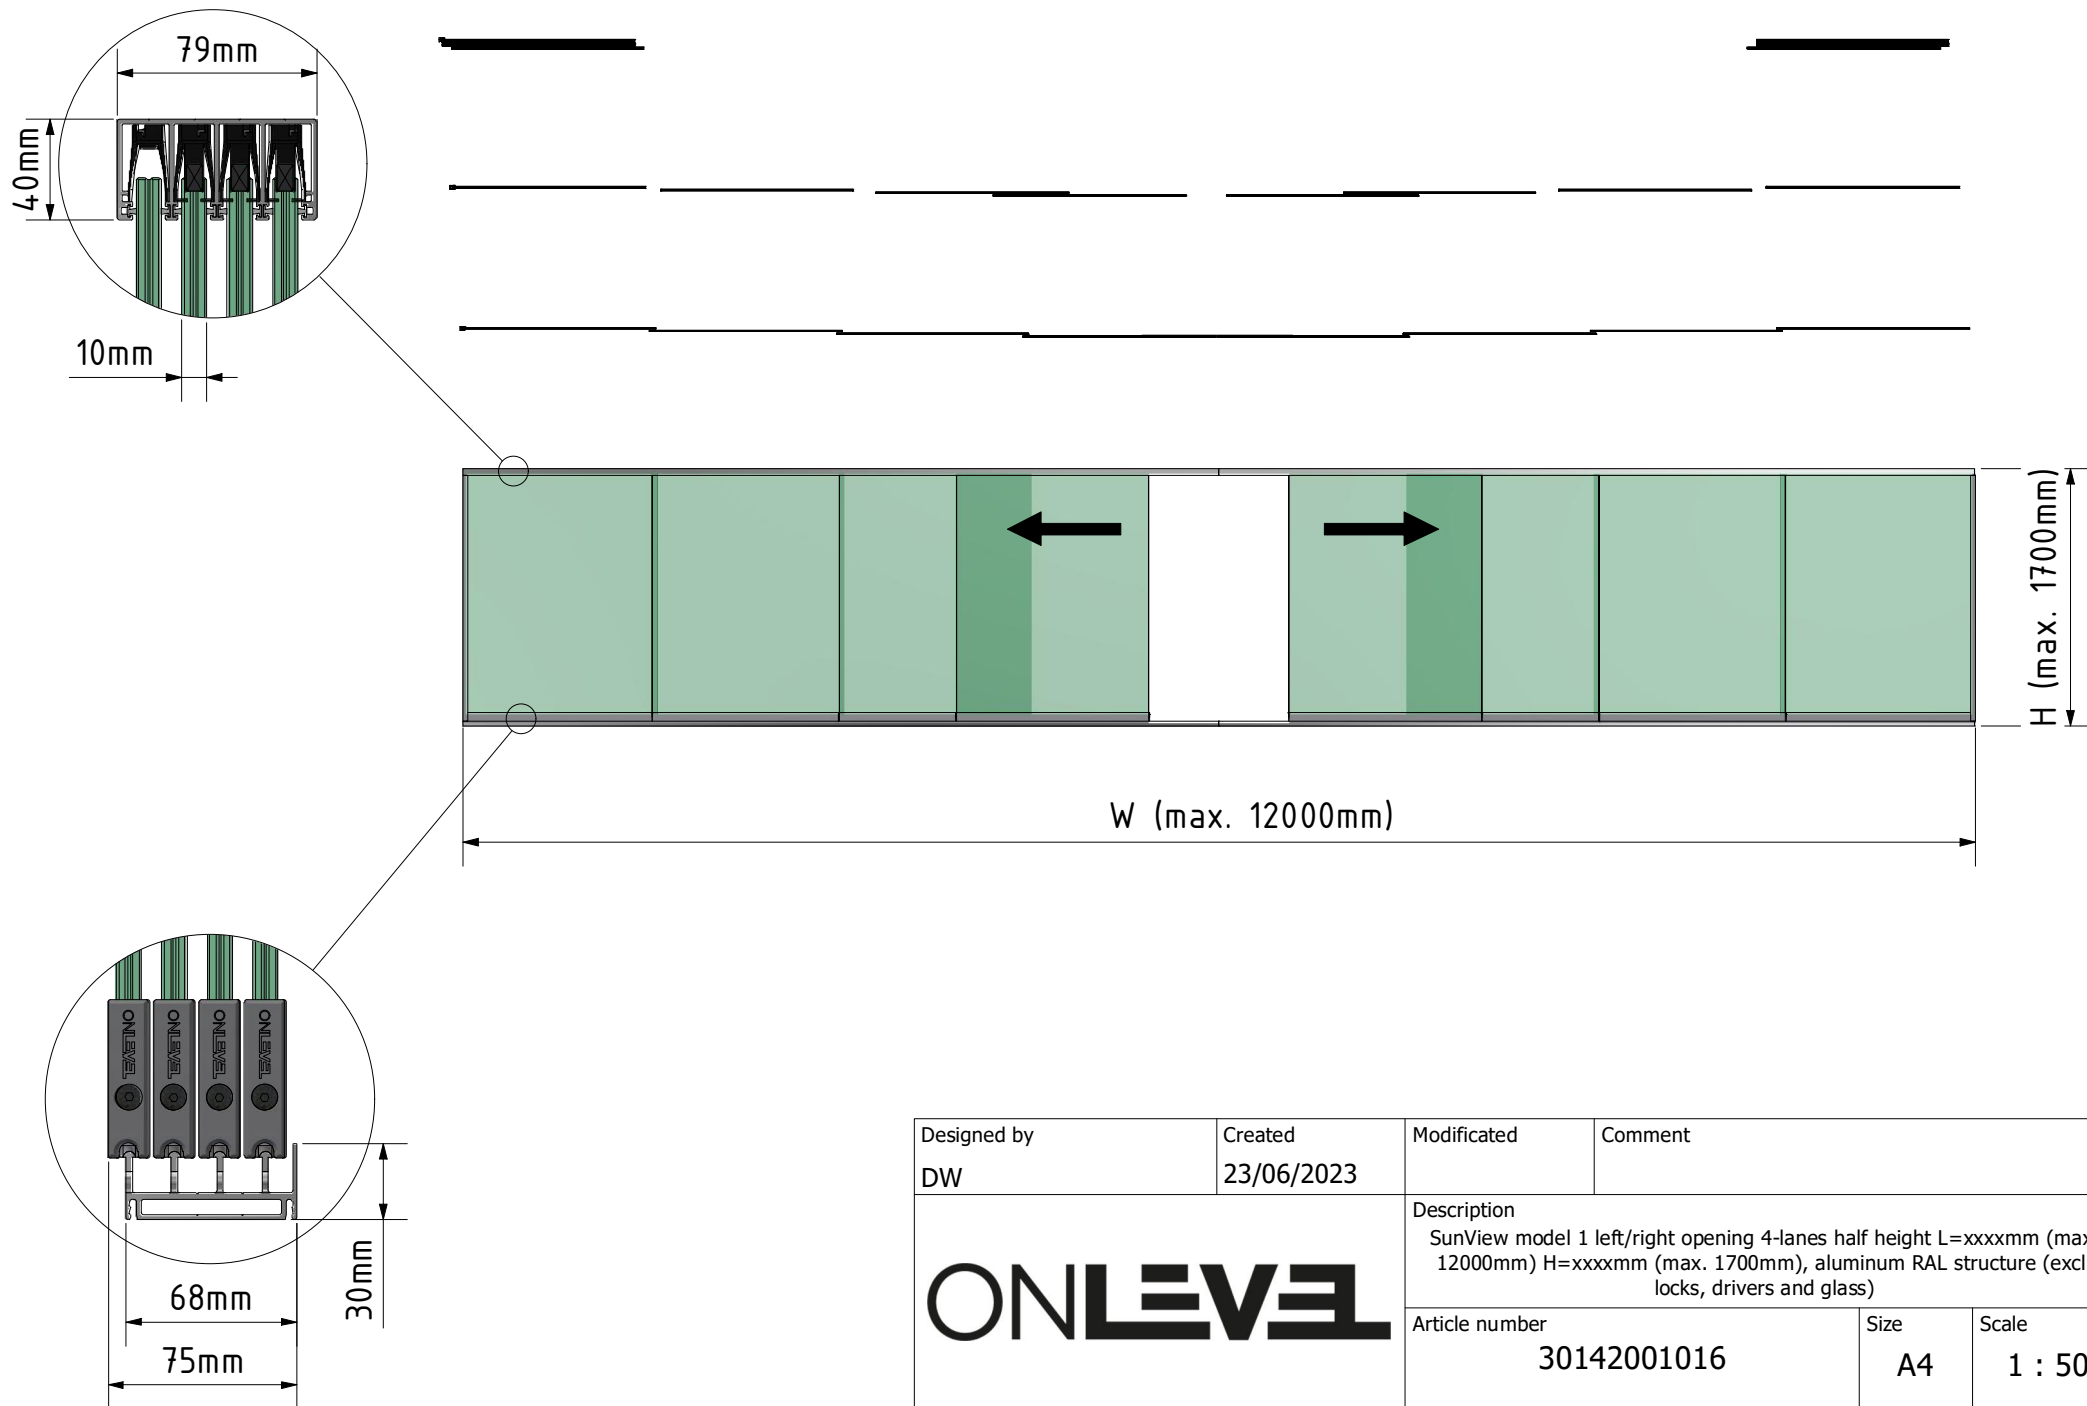 79mm
40mm
10mm
H (max. 1700mm)
W (max. 12000mm)
ONLEVEL
ONLEVEL
ONLEVEL
ONLEVEL
30mm
68mm
75mm
Designed by
DW
Created
23/06/2023
Modificated
Comment
ONLEVEL
Description
SunView model 1 left/right opening 4-lanes half height L=xxxxmm (max
12000mm) H=xxxxmm (max. 1700mm), aluminum RAL structure (excl
locks, drivers and glass)
Article number
30142001016
Size
A4
Scale
1 : 50